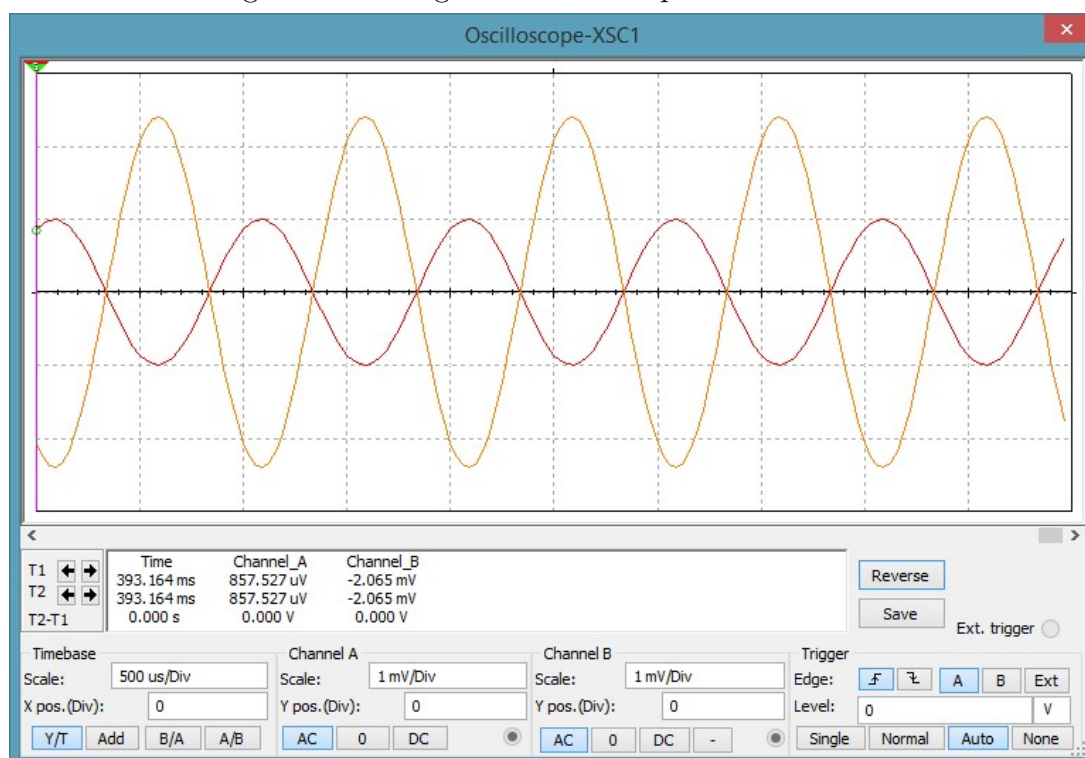 Oscilloscope-XSC1
T1
T2
T2-T1
Time Channel_A Channel_B
393.164 ms 857.527 uV -2.065 mV
393.164 ms 857.527 uV -2.065 mV
0.000 s 0.000 V 0.000 V
Reverse
Save
Ext. trigger
Timebase
Scale: 500 us/Div
X pos.(Div): 0
Y/T Add B/A A/B
Channel A
Scale: 1 mV/Div
Y pos.(Div): 0
AC 0 DC
Channel B
Scale: 1 mV/Div
Y pos.(Div): 0
AC 0 DC -
Trigger
Edge: A B Ext
Level: 0 V
Single Normal Auto None